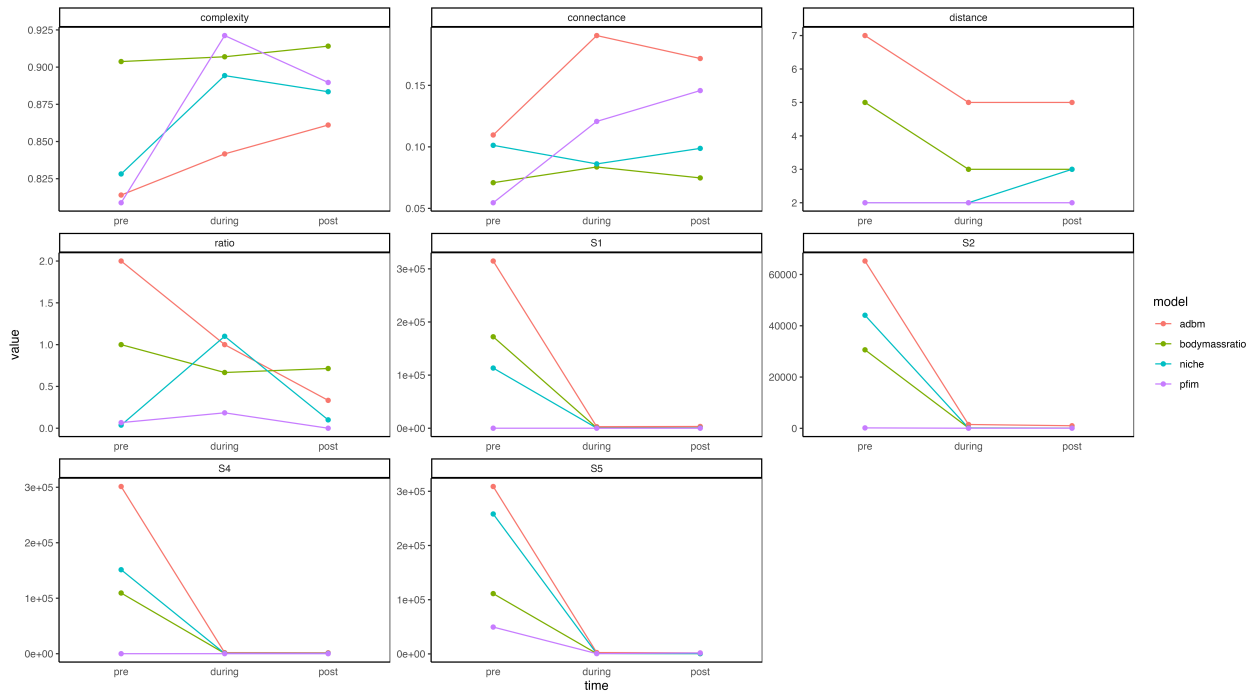 complexity
connectance
distance
0.925
0.900
0.875
0.850
0.825
0.15
0.10
0.05
7
6
5
4
3
2
pre during post
pre during post
pre during post
ratio
S1
S2
2.0
1.5
1.0
0.5
0.0
3e+05
2e+05
1e+05
0e+00
60000
40000
20000
0
pre during post
pre during post
pre during post
S4
S5
3e+05
2e+05
1e+05
0e+00
3e+05
2e+05
1e+05
0e+00
pre during post
pre during post
value
time
model
adbm
bodymassratio
niche
pfim